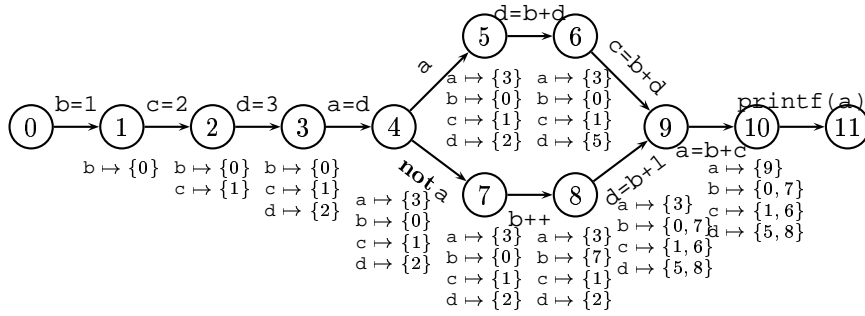 d=b+d
5
6
a
c=b+d
a ↦ {3}
a ↦ {3}
b ↦ {0}
b ↦ {0}
c ↦ {1}
c ↦ {1}
d ↦ {2}
d ↦ {5}
b=1
c=2
d=3
a=d
printf(a)
0
1
2
3
4
9
10
11
b ↦ {0}
b ↦ {0}
c ↦ {1}
b ↦ {0}
c ↦ {1}
d ↦ {2}
not a
a ↦ {3}
b ↦ {0}
c ↦ {1}
d ↦ {2}
7
8
b++
d=b+1
a ↦ {3}
b ↦ {0}
c ↦ {1}
d ↦ {2}
a ↦ {3}
b ↦ {7}
c ↦ {1}
d ↦ {2}
a ↦ {3}
b ↦ {0, 7}
c ↦ {1, 6}
d ↦ {5, 8}
a=b+c
a ↦ {9}
b ↦ {0, 7}
c ↦ {1, 6}
d ↦ {5, 8}